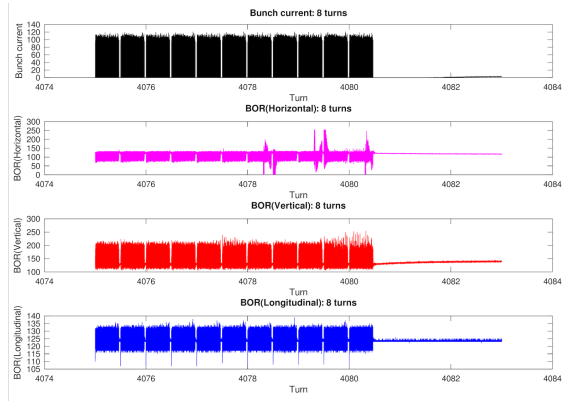 Bunch current: 8 turns
Bunch current
140
120
100
80
60
40
20
0
4074 4076 4078 4080 4082 4084
Turn
BOR(Horizontal): 8 turns
BOR(Horizontal)
300
250
200
150
100
50
0
4074 4076 4078 4080 4082 4084
Turn
BOR(Vertical): 8 turns
BOR(Vertical)
300
250
200
150
100
4074 4076 4078 4080 4082 4084
Turn
BOR(Longitudinal): 8 turns
BOR(Longitudinal)
140
135
130
125
120
115
110
105
4074 4076 4078 4080 4082 4084
Turn